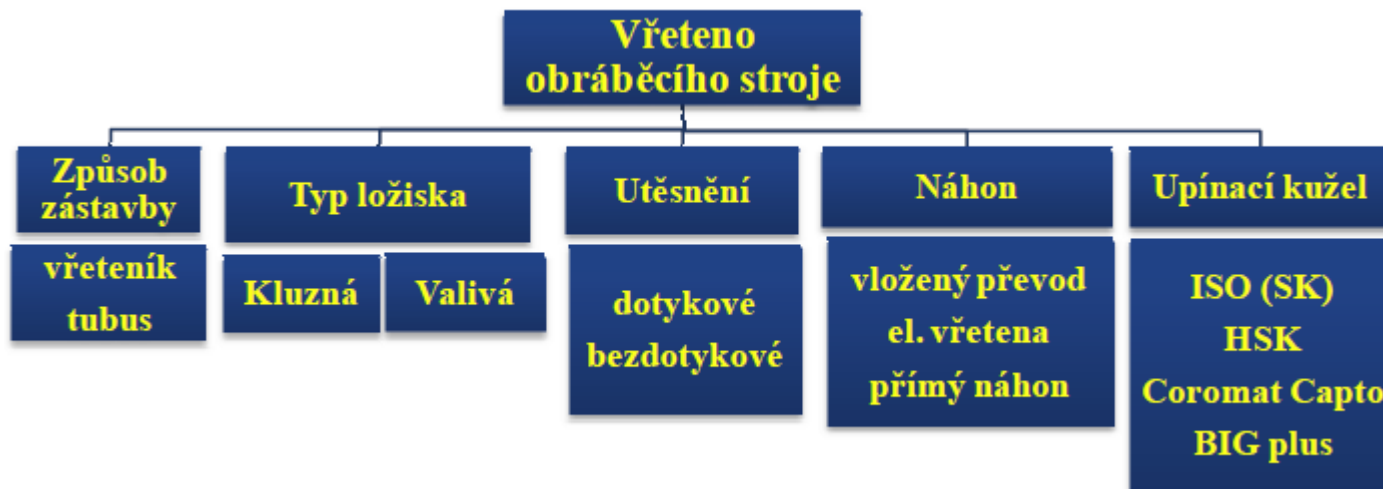 Vřeteno
obráběcího stroje
Způsob
zástavby
vřeteník
tubus
Typ ložiska
Kluzná
Valivá
Utěsnění
dotykové
bezdotykové
Náhon
vložený převod
el. vřetena
přímý náhon
Upínací kužel
ISO (SK)
HSK
Coromat Capto
BIG plus